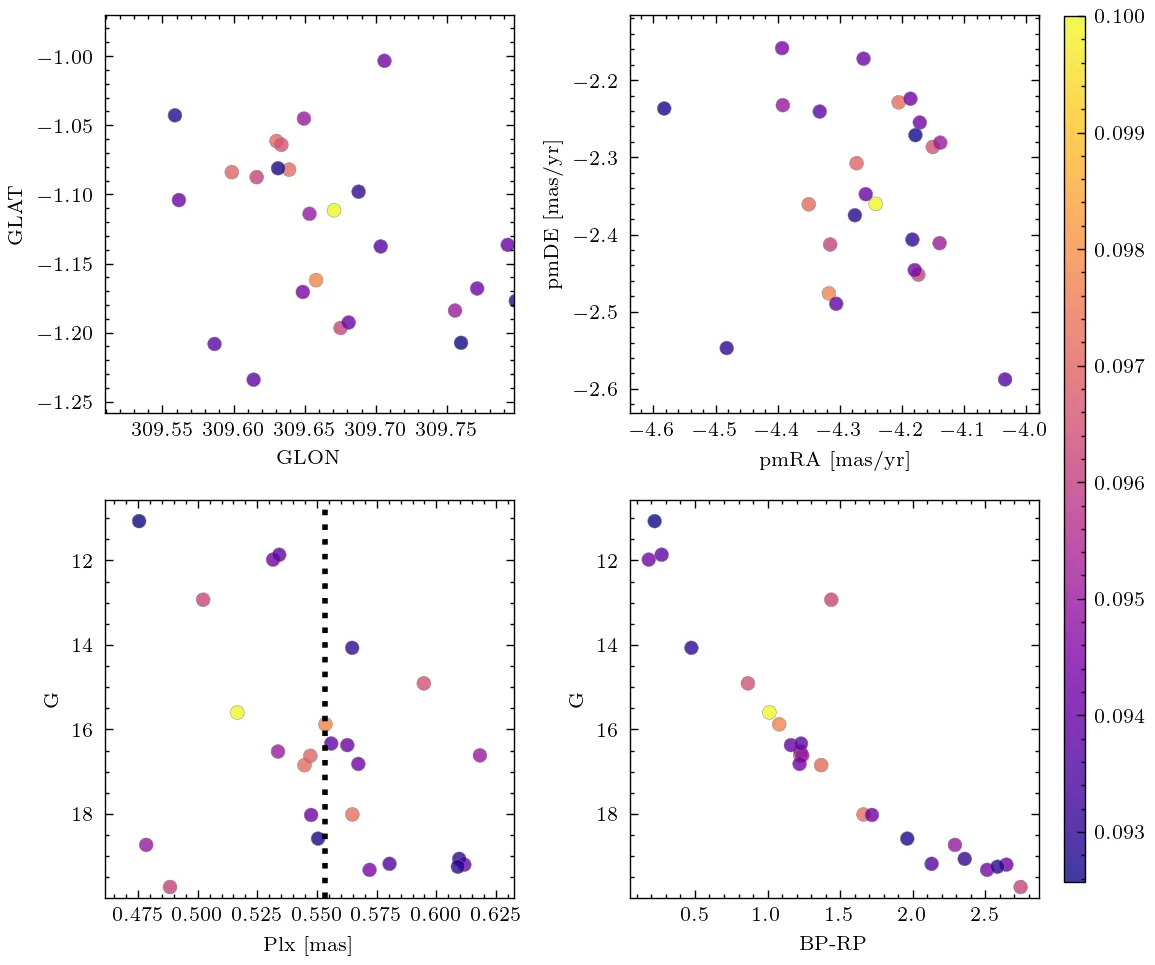 −1.00
−1.05
−1.10
−1.15
−1.20
−1.25
GLAT
309.55 309.60 309.65 309.70 309.75
GLON
−2.2
−2.3
−2.4
−2.5
−2.6
pmDE [mas/yr]
−4.6 −4.5 −4.4 −4.3 −4.2 −4.1 −4.0
pmRA [mas/yr]
12
14
16
18
G
0.475 0.500 0.525 0.550 0.575 0.600 0.625
Plx [mas]
12
14
16
18
G
0.5 1.0 1.5 2.0 2.5
BP-RP
0.100
0.099
0.098
0.097
0.096
0.095
0.094
0.093